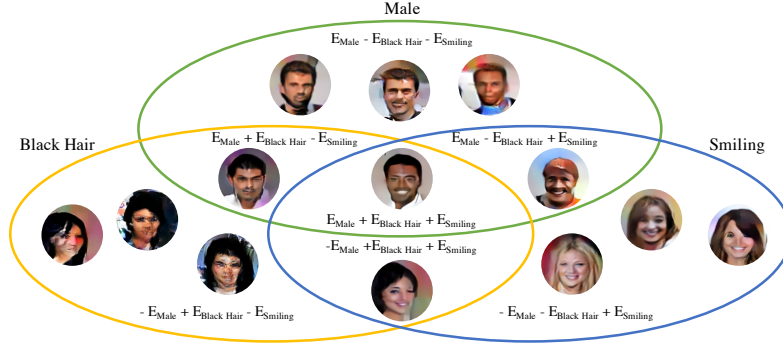 Male
E_Male - E_Black Hair - E_Smiling
E_Male + E_Black Hair - E_Smiling
E_Male - E_Black Hair + E_Smiling
Black Hair
Smiling
E_Male + E_Black Hair + E_Smiling
-E_Male +E_Black Hair + E_Smiling
- E_Male + E_Black Hair - E_Smiling
- E_Male - E_Black Hair + E_Smiling